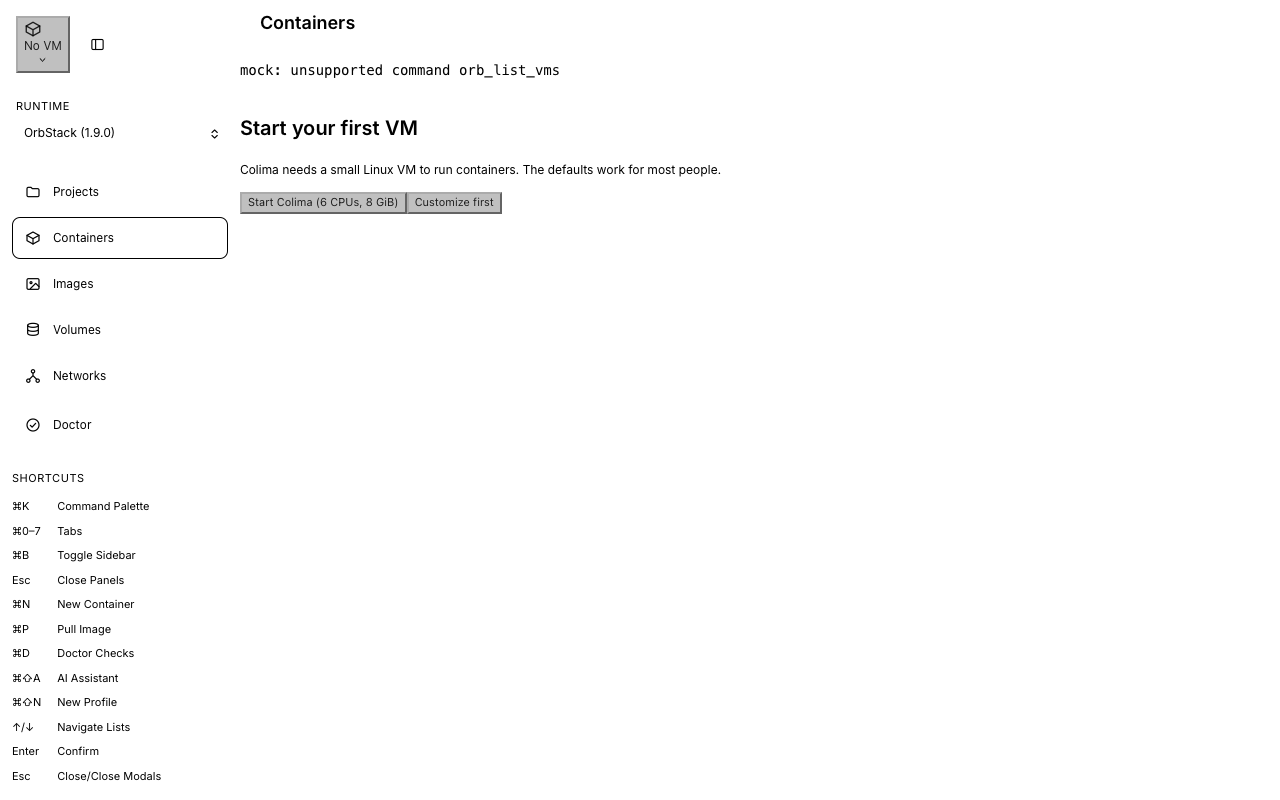 No VM
RUNTIME
OrbStack (1.9.0)
Projects
Containers
Images
Volumes
Networks
Doctor
SHORTCUTS
⌘K Command Palette
⌘0–7 Tabs
⌘B Toggle Sidebar
Esc Close Panels
⌘N New Container
⌘P Pull Image
⌘D Doctor Checks
⌘⇧A AI Assistant
⌘⇧N New Profile
↑/↓ Navigate Lists
Enter Confirm
Esc Close/Close Modals
Containers
mock: unsupported command orb_list_vms
Start your first VM
Colima needs a small Linux VM to run containers. The defaults work for most people.
Start Colima (6 CPUs, 8 GiB) Customize first